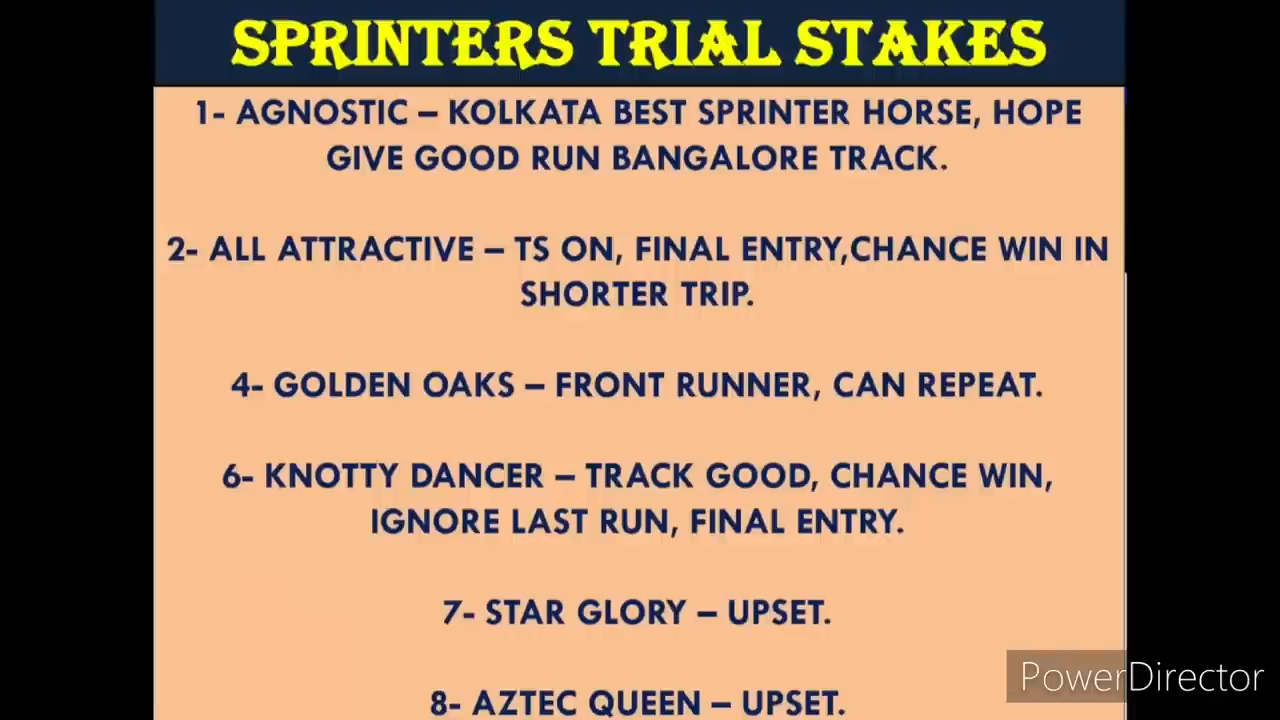 SPRINTERS TRIAL STAKES
1- AGNOSTIC – KOLKATA BEST SPRINTER HORSE, HOPE
GIVE GOOD RUN BANGALORE TRACK.
2- ALL ATTRACTIVE – TS ON, FINAL ENTRY,CHANCE WIN IN
SHORTER TRIP.
4- GOLDEN OAKS – FRONT RUNNER, CAN REPEAT.
6- KNOTTY DANCER – TRACK GOOD, CHANCE WIN,
IGNORE LAST RUN, FINAL ENTRY.
7- STAR GLORY – UPSET.
8- AZTEC QUEEN – UPSET.
PowerDirector